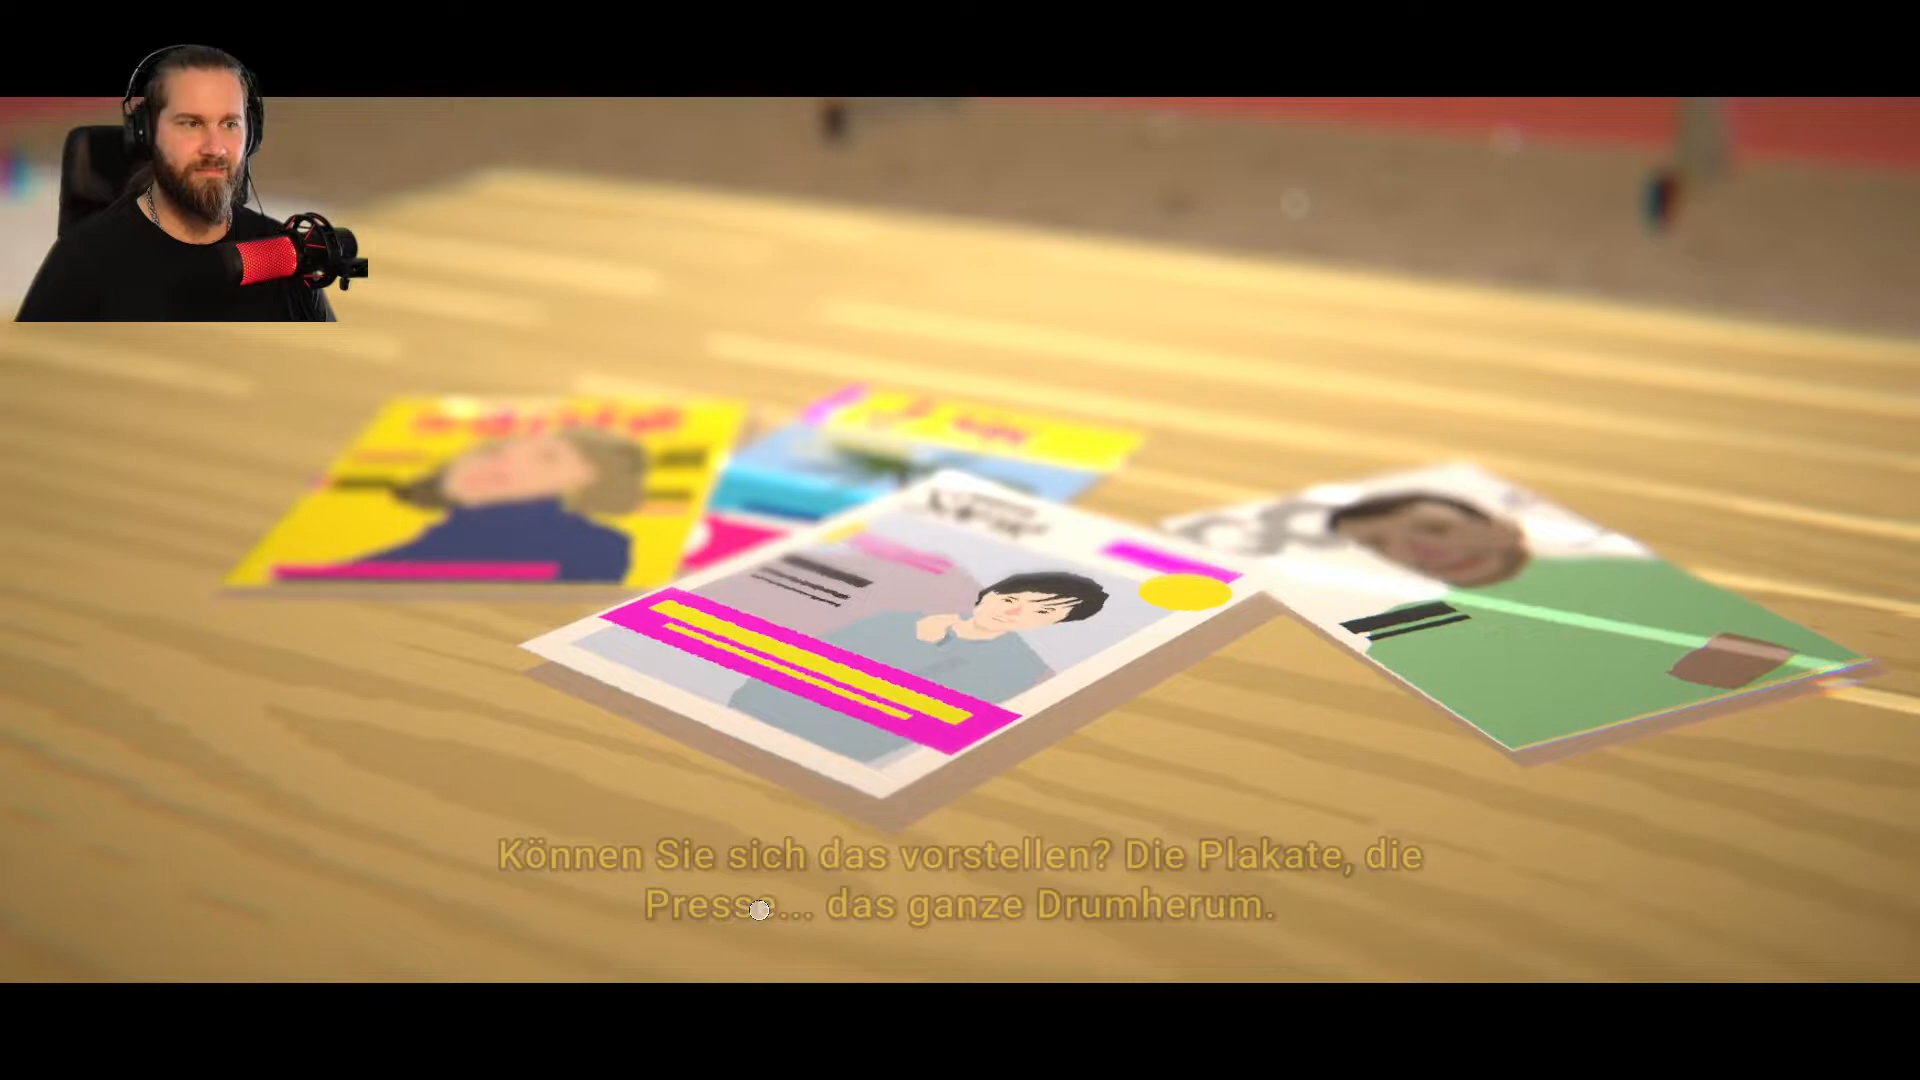 Können Sie sich das vorstellen? Die Plakate, die
Presse... das ganze Drumherum.